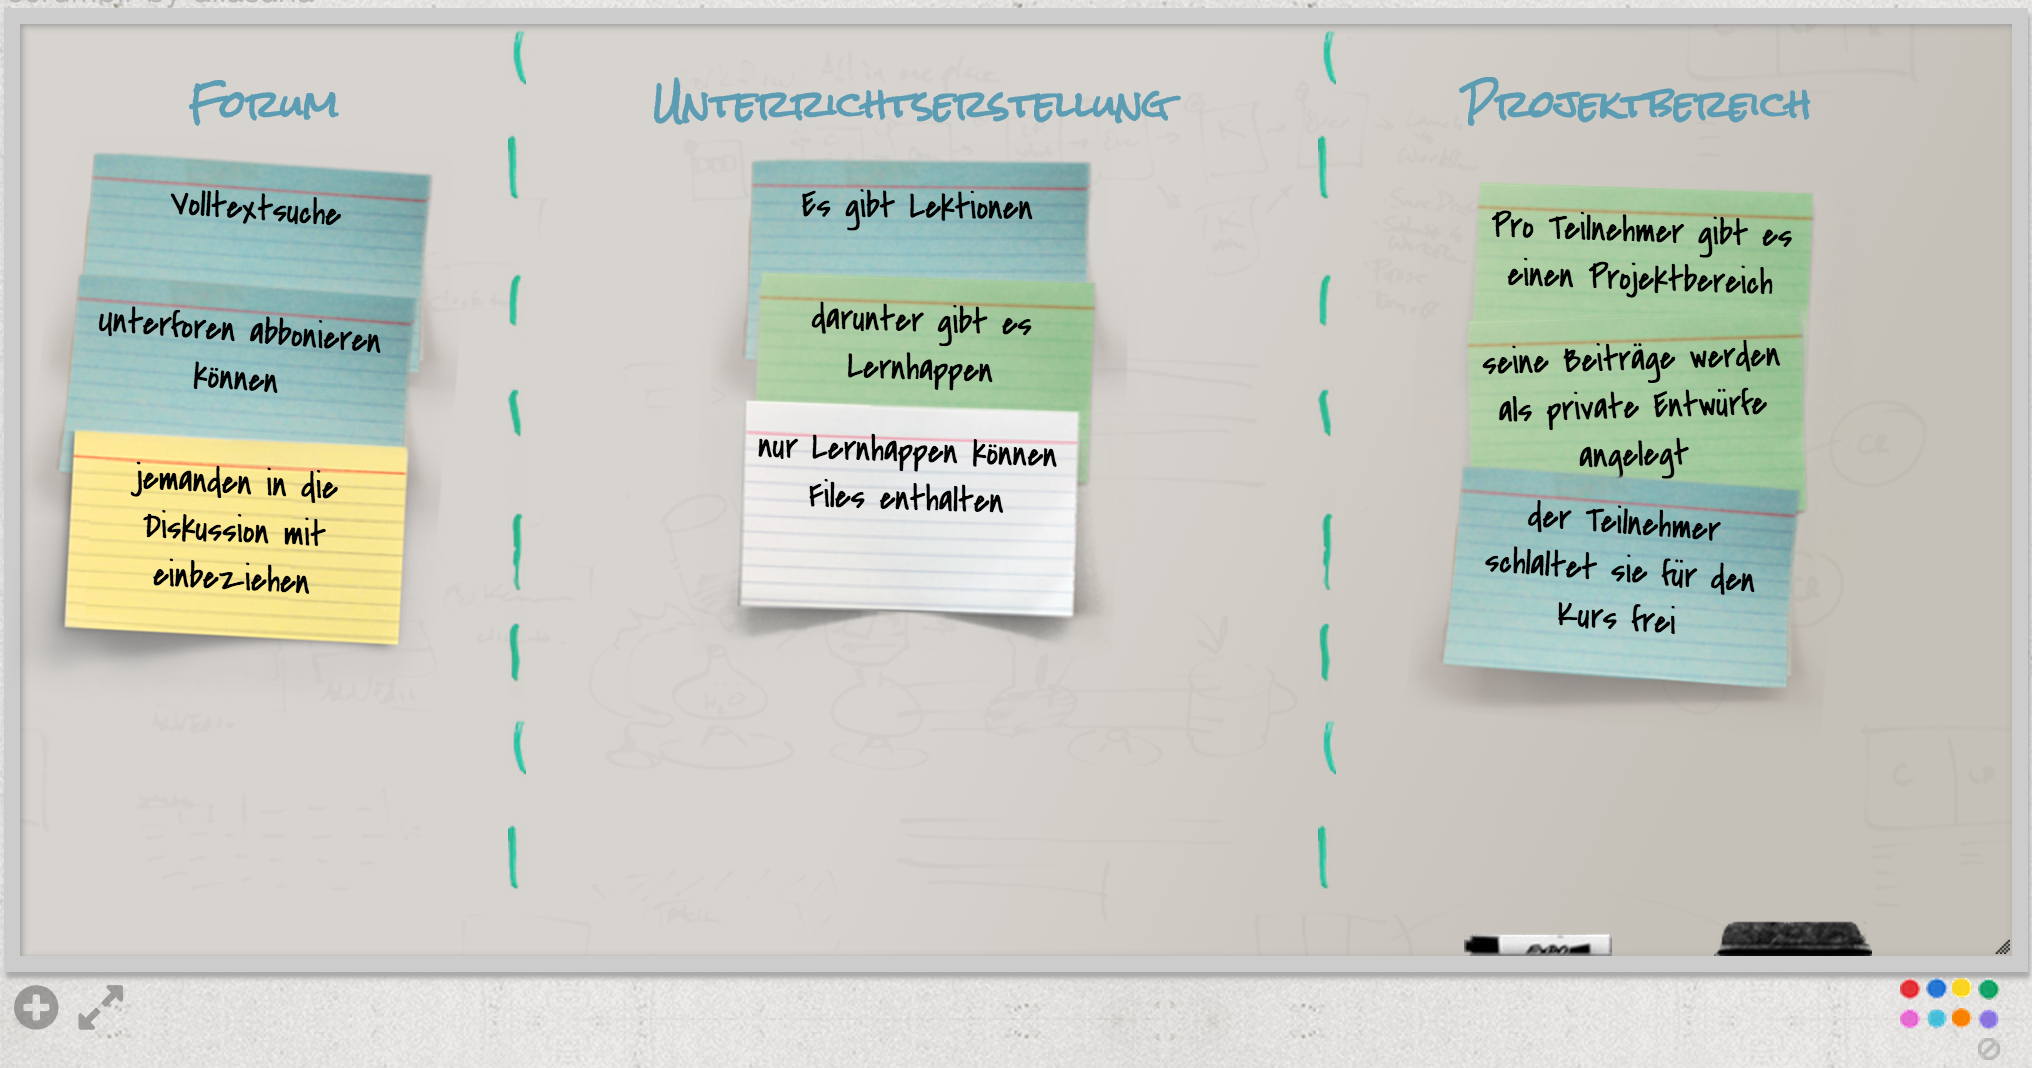 Forum
Volltextsuche
Unterforen abbonieren
können
jemanden in die
Diskussion mit
einbeziehen
Unterrichtserstellung
Es gibt Lektionen
darunter gibt es
Lernhappen
nur Lernhappen können
Files enthalten
Projektbereich
Pro Teilnehmer gibt es
einen Projektbereich
seine Beiträge werden
als private Entwürfe
angelegt
der Teilnehmer
schlaltet sie für den
Kurs frei
EXPO